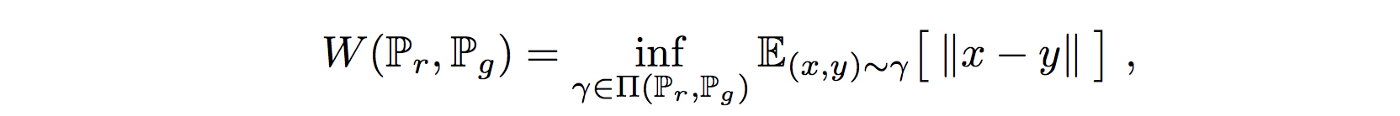 W(ℙ_r, ℙ_g) = inf_{γ∈Π(ℙ_r,ℙ_g)} 𝔼_{(x,y)∼γ}[ ‖x − y‖ ] ,